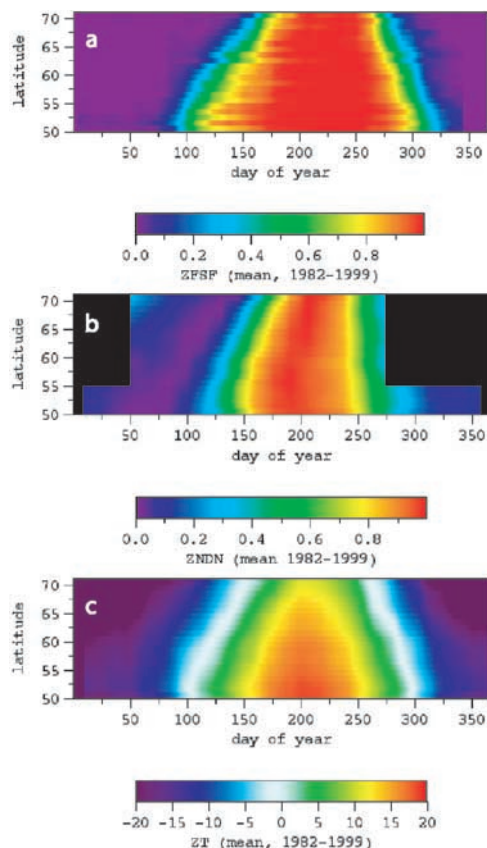 a
70
65
60
55
50
latitude
50 100 150 200 250 300 350
day of year
0.0 0.2 0.4 0.6 0.8
ZFSF (mean, 1982-1999)
b
70
65
60
55
50
latitude
50 100 150 200 250 300 350
day of year
0.0 0.2 0.4 0.6 0.8
ZNDN (mean 1982-1999)
c
70
65
60
55
50
latitude
50 100 150 200 250 300 350
day of year
-20 -15 -10 -5 0 5 10 15 20
ZT (mean, 1982-1999)